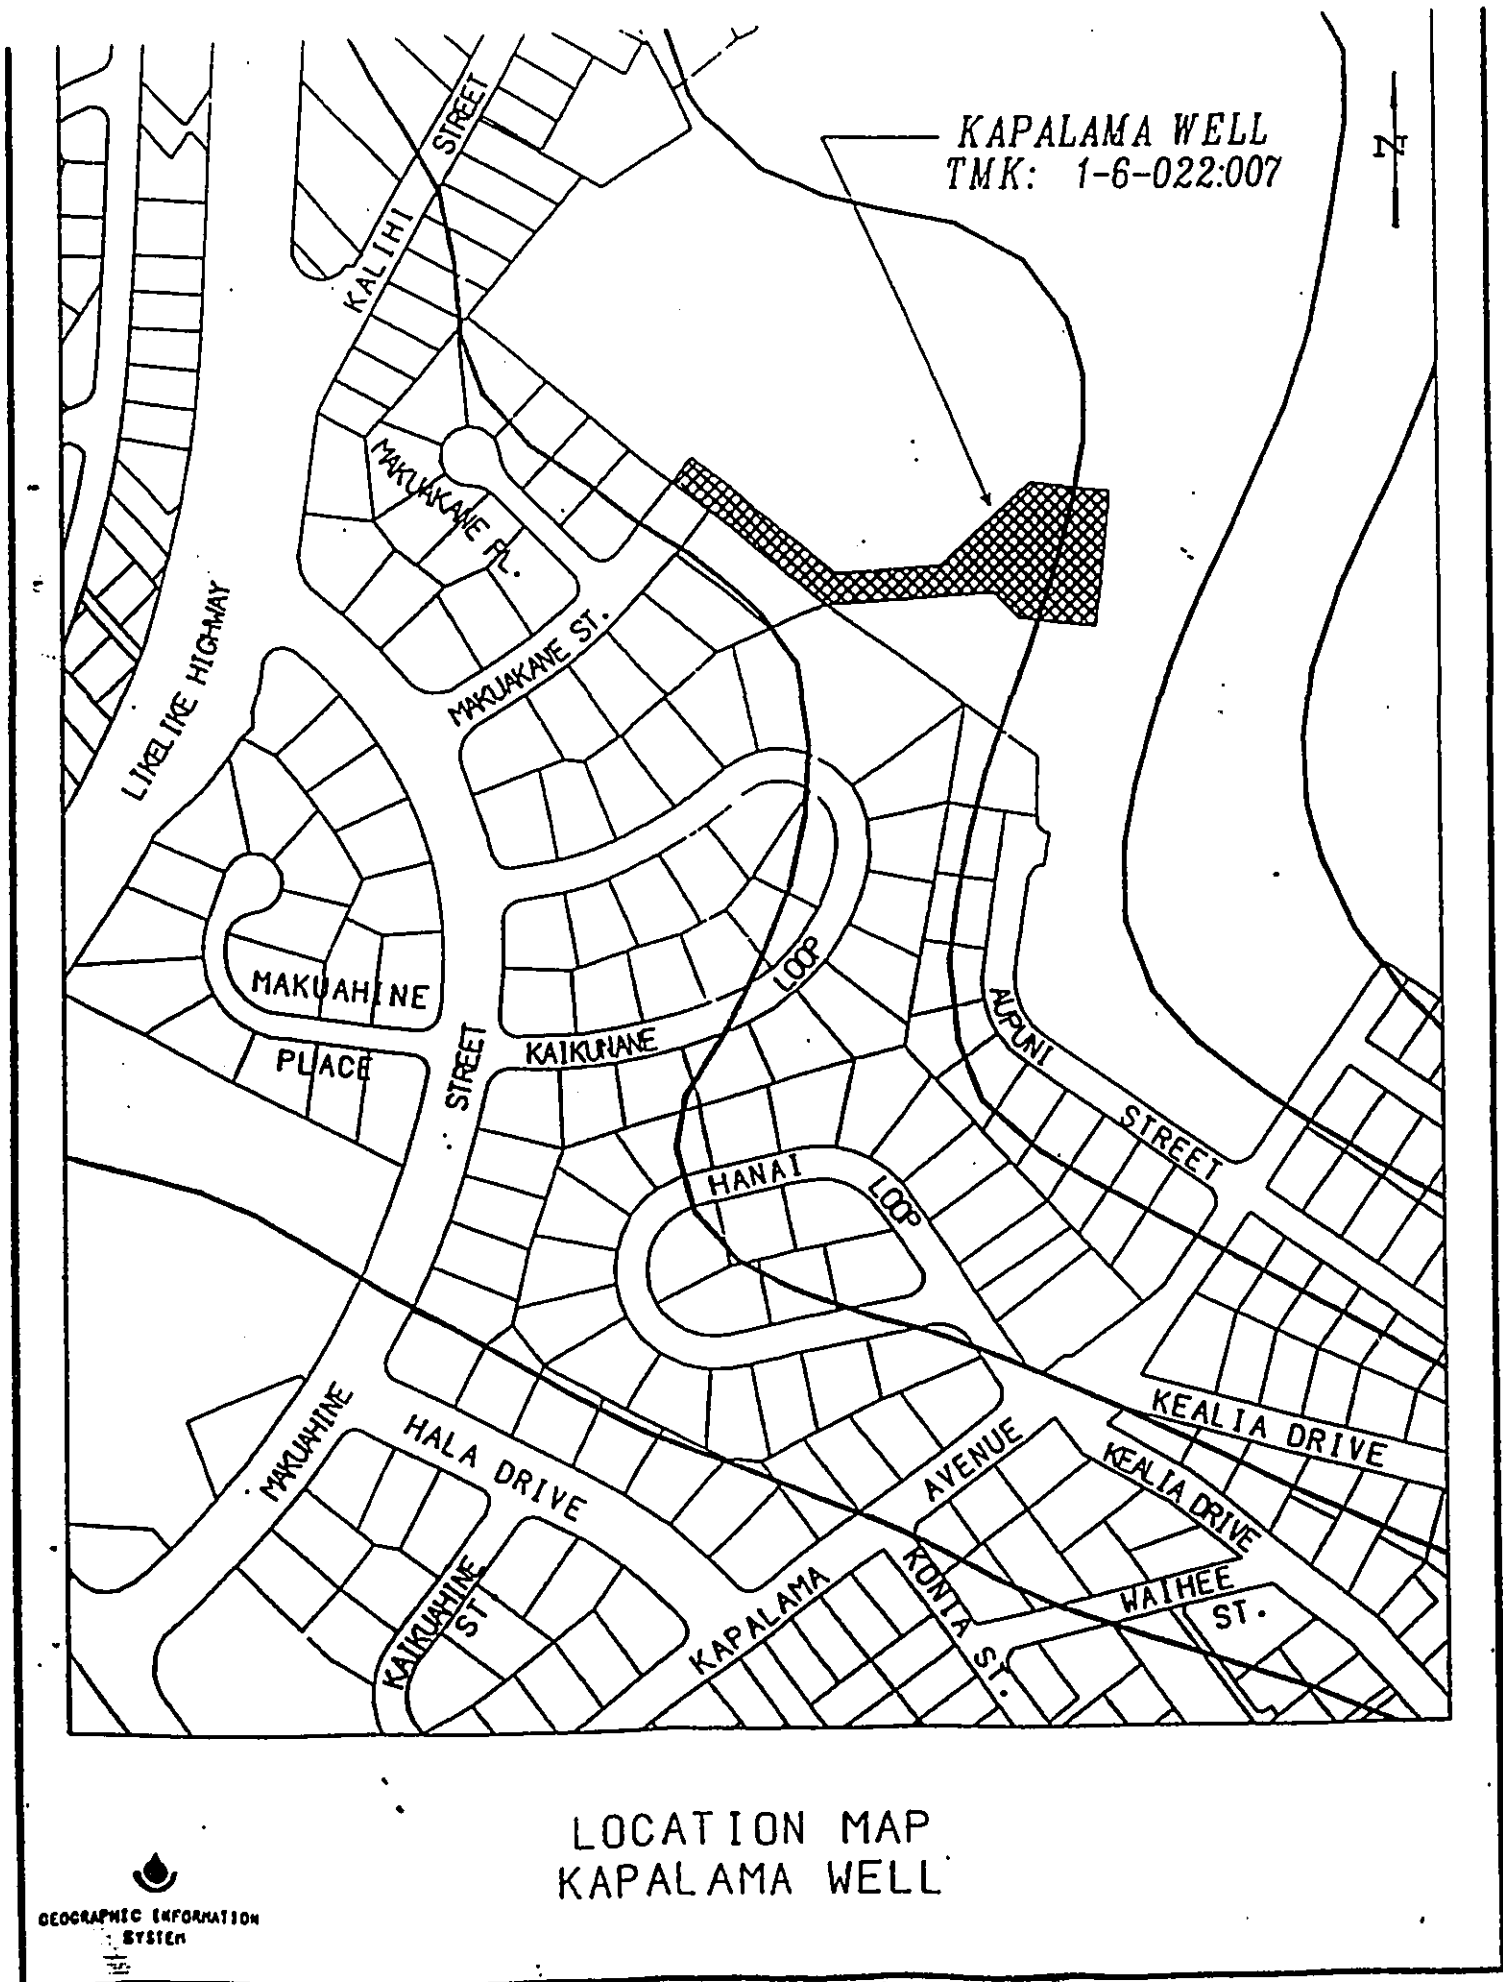 KAPALAMA WELL
TMK: 1-6-022:007
N
KALIHI STREET
MAKUAKANE PL.
MAKUAKANE ST.
LIKELIKE HIGHWAY
MAKUAHINE
PLACE
STREET
KAIKUNANE
LOOP
AUPUNI
STREET
HANAI
LOOP
MAKUAHINE
HALA DRIVE
KAIKUAHINE
ST.
KAPALAMA
AVENUE
KEALIA DRIVE
KEALIA DRIVE
KONIA ST.
WAIHEE
ST.
LOCATION MAP
KAPALAMA WELL
GEOGRAPHIC INFORMATION
SYSTEM